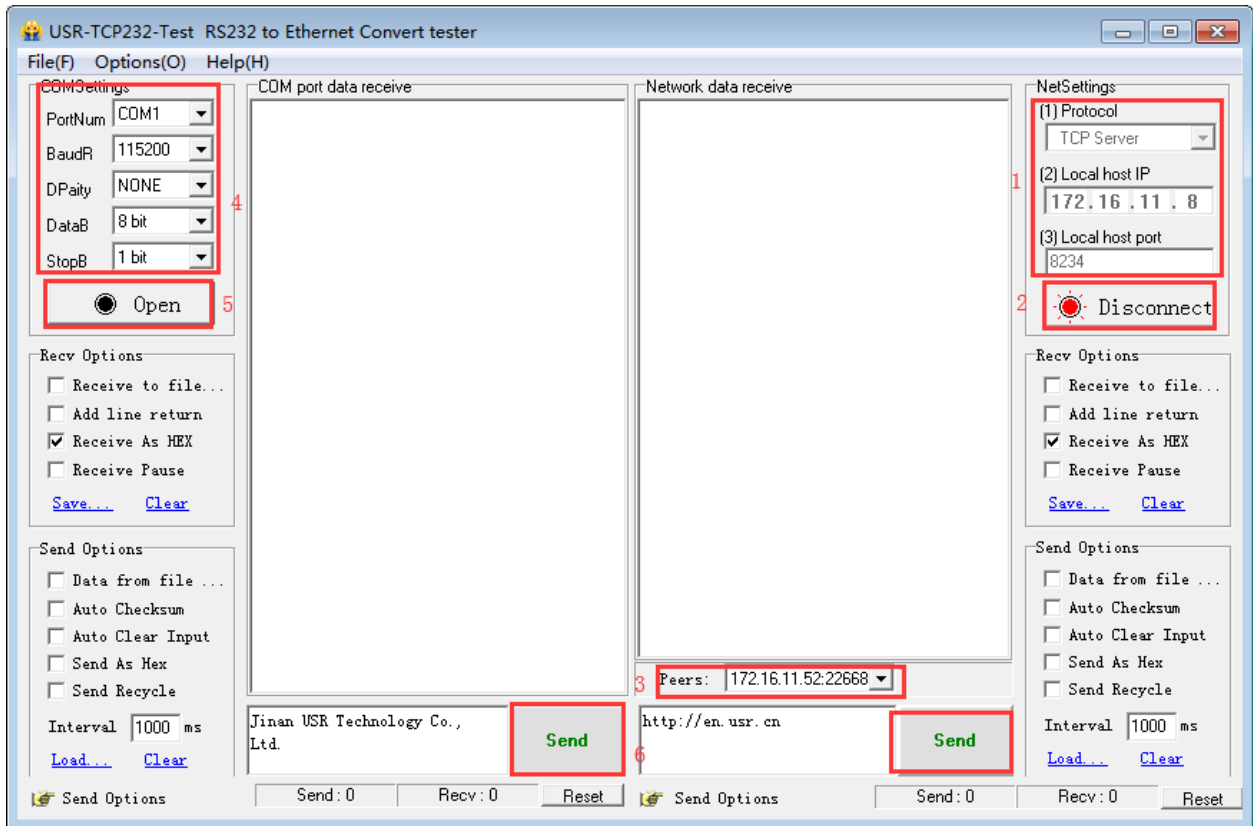 USR-TCP232-Test RS232 to Ethernet Convert tester
File(F) Options(O) Help(H)
COMSettings
PortNum COM1
BaudR 115200
DPaity NONE
DataB 8 bit
StopB 1 bit
4
Open 5
Recv Options
Receive to file...
Add line return
Receive As HEX
Receive Pause
Save... Clear
Send Options
Data from file ...
Auto Checksum
Auto Clear Input
Send As Hex
Send Recycle
Interval 1000 ms
Load... Clear
Send Options
COM port data receive
Jinan USR Technology Co.,
Ltd.
Send
Send : 0 Recv : 0 Reset
Network data receive
3 Peers: 172.16.11.52:22668
http://en.usr.cn
6
Send
Send Options
Send : 0 Recv : 0 Reset
NetSettings
(1) Protocol
TCP Server
1
(2) Local host IP
172 . 16 . 11 . 8
(3) Local host port
8234
2 Disconnect
Recv Options
Receive to file...
Add line return
Receive As HEX
Receive Pause
Save... Clear
Send Options
Data from file ...
Auto Checksum
Auto Clear Input
Send As Hex
Send Recycle
Interval 1000 ms
Load... Clear